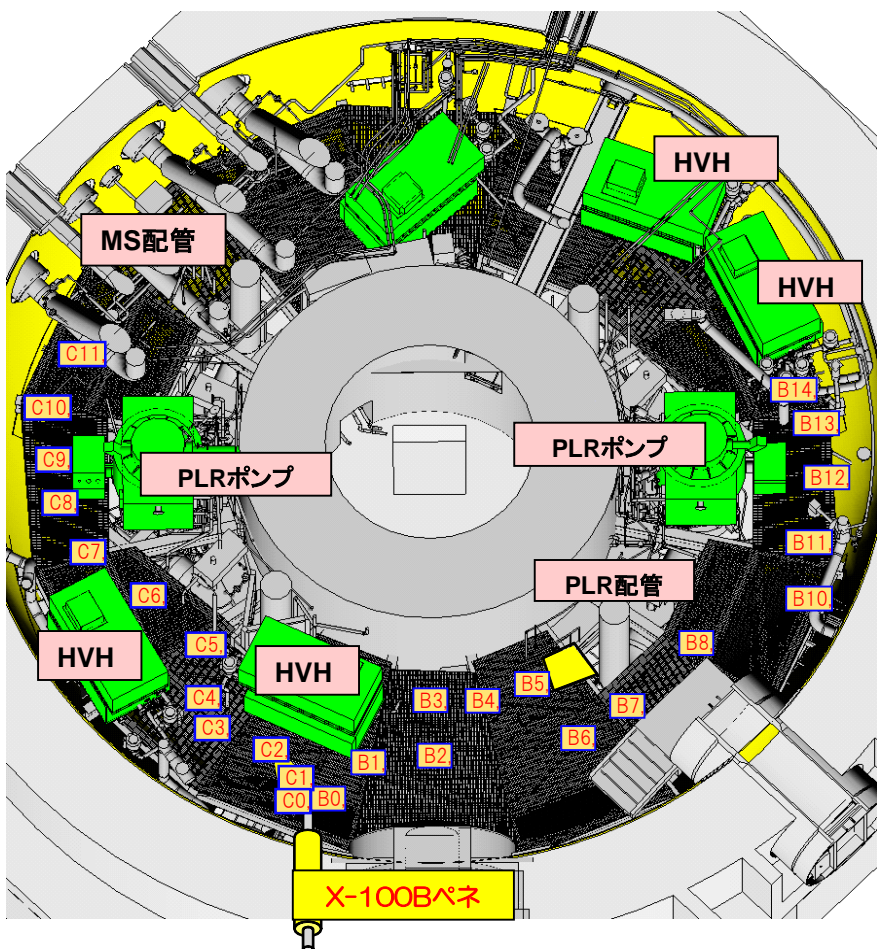 HVH
MS配管
HVH
C11
B14
C10
B13
PLRポンプ
C9
PLRポンプ
B12
C8
B11
C7
PLR配管
B10
C6
C5
B8
HVH
HVH
B5
C4
B3
B4
B7
C3
B6
C2
B2
B1
C1
C0
B0
X-100Bペネ